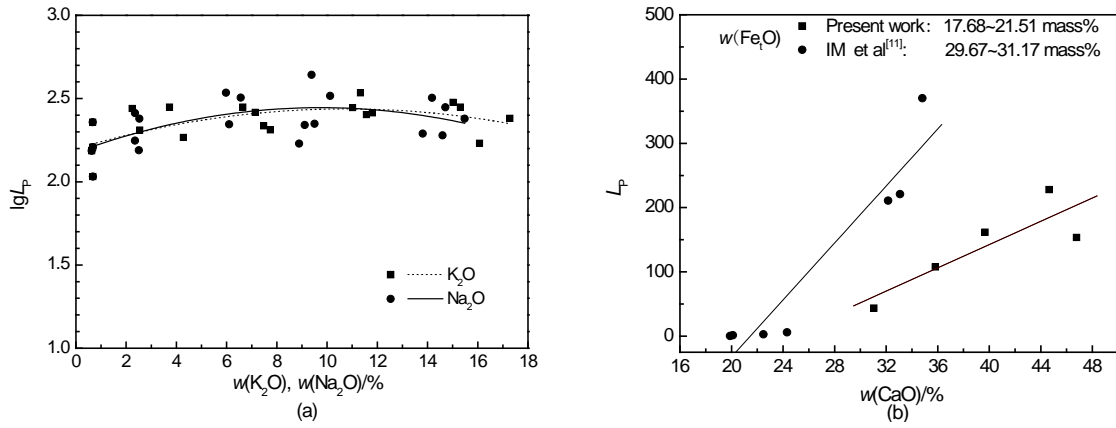 3.0
2.5
2.0
1.5
1.0
lgL_P
0 2 4 6 8 10 12 14 16 18
w(K₂O), w(Na₂O)/%
(a)
K₂O
Na₂O
500
400
300
200
100
0
L_P
16 20 24 28 32 36 40 44 48
w(CaO)/%
(b)
w(FeₜO)
Present work: 17.68~21.51 mass%
IM et al[11]: 29.67~31.17 mass%